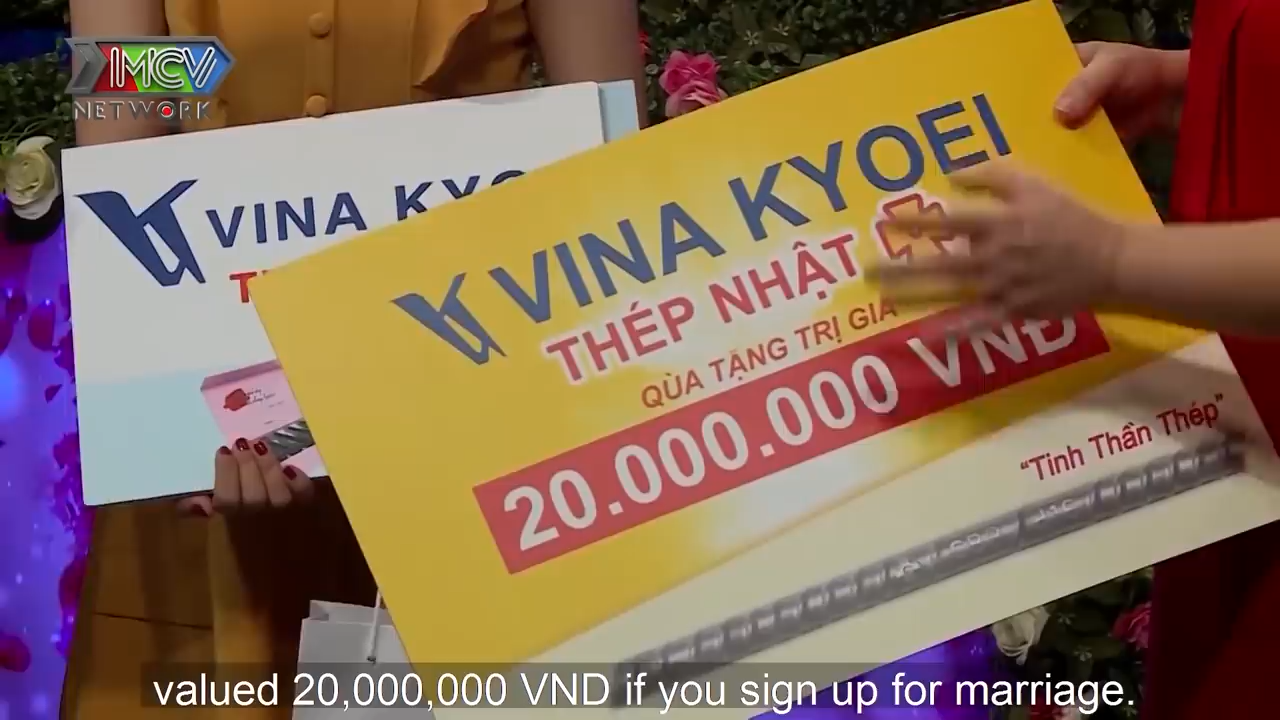 MCV
NETWORK
VINA KYO
VINA KYOEI
THÉP NHẬT
QÙA TẶNG TRỊ GIÁ
20.000.000 VNĐ
“Tinh Thần Thép”
valued 20,000,000 VND if you sign up for marriage.